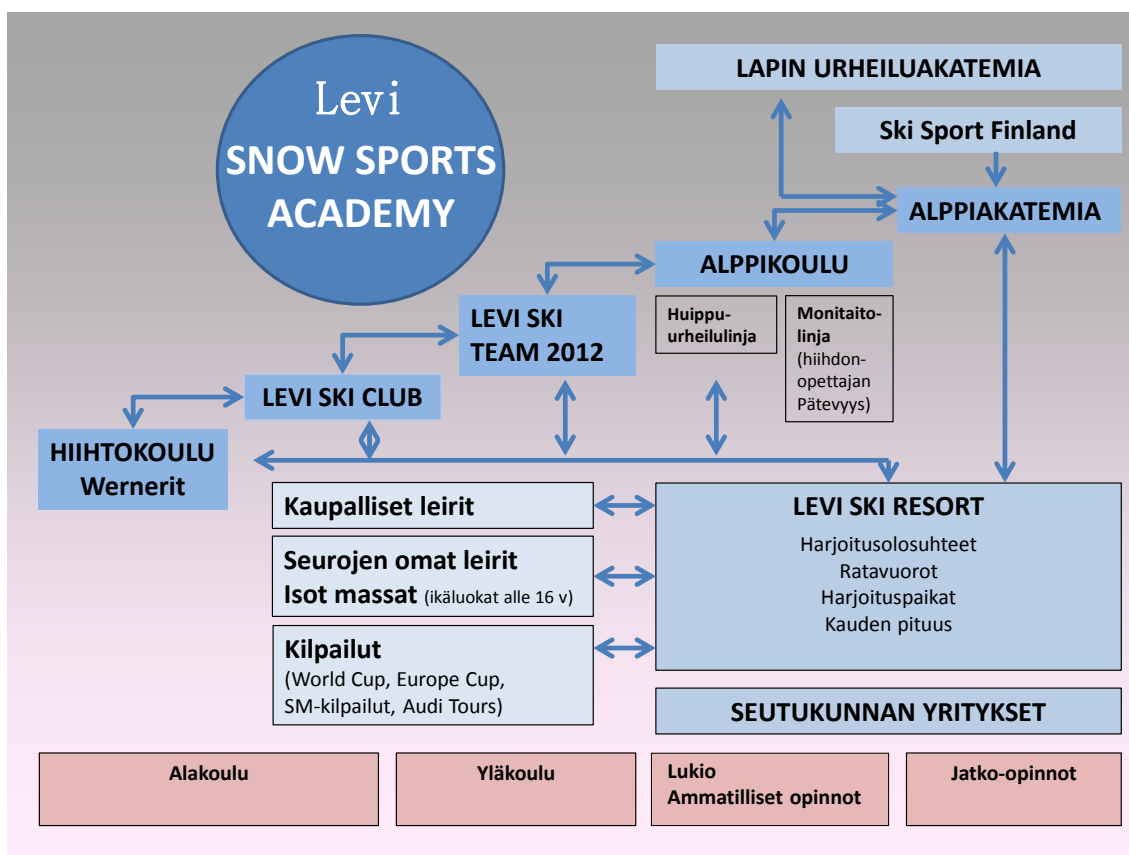 Levi
SNOW SPORTS
ACADEMY
LAPIN URHEILUAKATEMIA
Ski Sport Finland
ALPPIAKATEMIA
ALPPIKOULU
Huippu-
urheilulinja
Monitaito-
linja
(hiihdon-
opettajan
Pätevyys)
LEVI SKI
TEAM 2012
LEVI SKI CLUB
HIIHTOKOULU
Wernerit
Kaupalliset leirit
Seurojen omat leirit
Isot massat (ikäluokat alle 16 v)
Kilpailut
(World Cup, Europe Cup,
SM-kilpailut, Audi Tours)
LEVI SKI RESORT
Harjoitusolosuhteet
Ratavuorot
Harjoituspaikat
Kauden pituus
SEUTUKUNNAN YRITYKSET
Alakoulu
Yläkoulu
Lukio
Ammatilliset opinnot
Jatko-opinnot